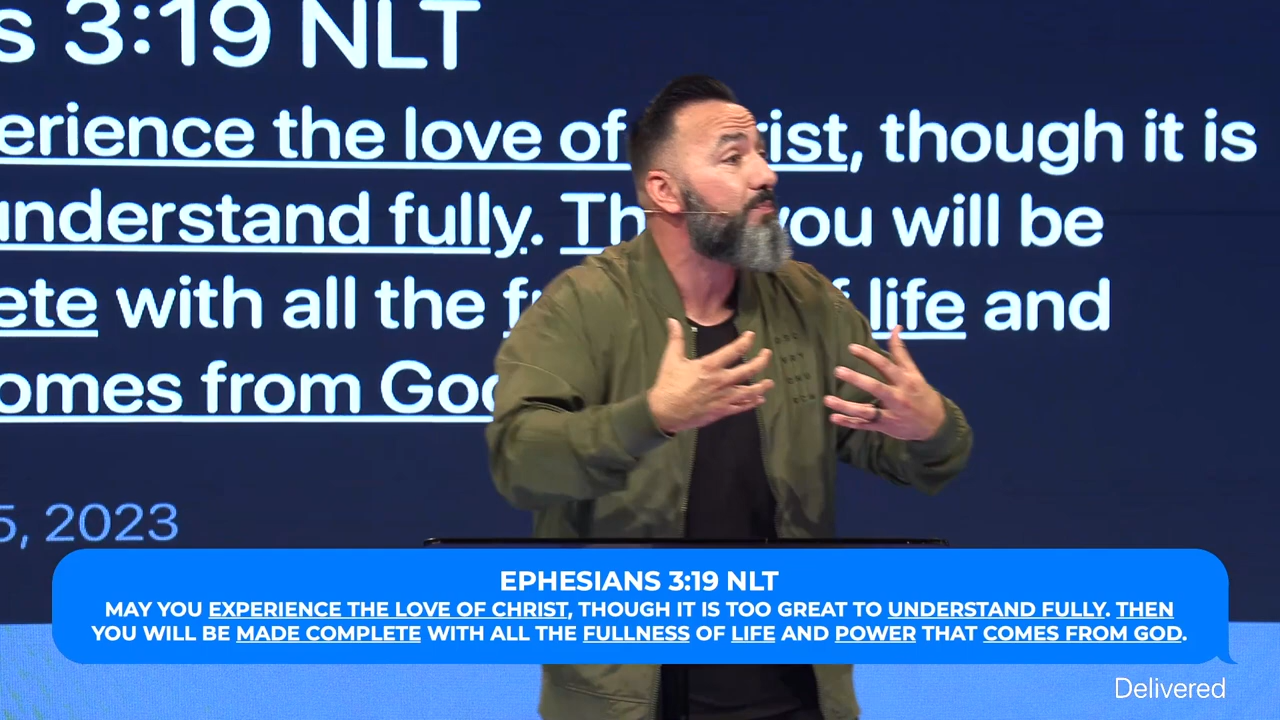 s 3:19 NLT
erience the love of rist, though it is
understand fully. Th you will be
ete with all the f f life and
omes from Go
5, 2023
EPHESIANS 3:19 NLT
MAY YOU EXPERIENCE THE LOVE OF CHRIST, THOUGH IT IS TOO GREAT TO UNDERSTAND FULLY. THEN
YOU WILL BE MADE COMPLETE WITH ALL THE FULLNESS OF LIFE AND POWER THAT COMES FROM GOD.
Delivered